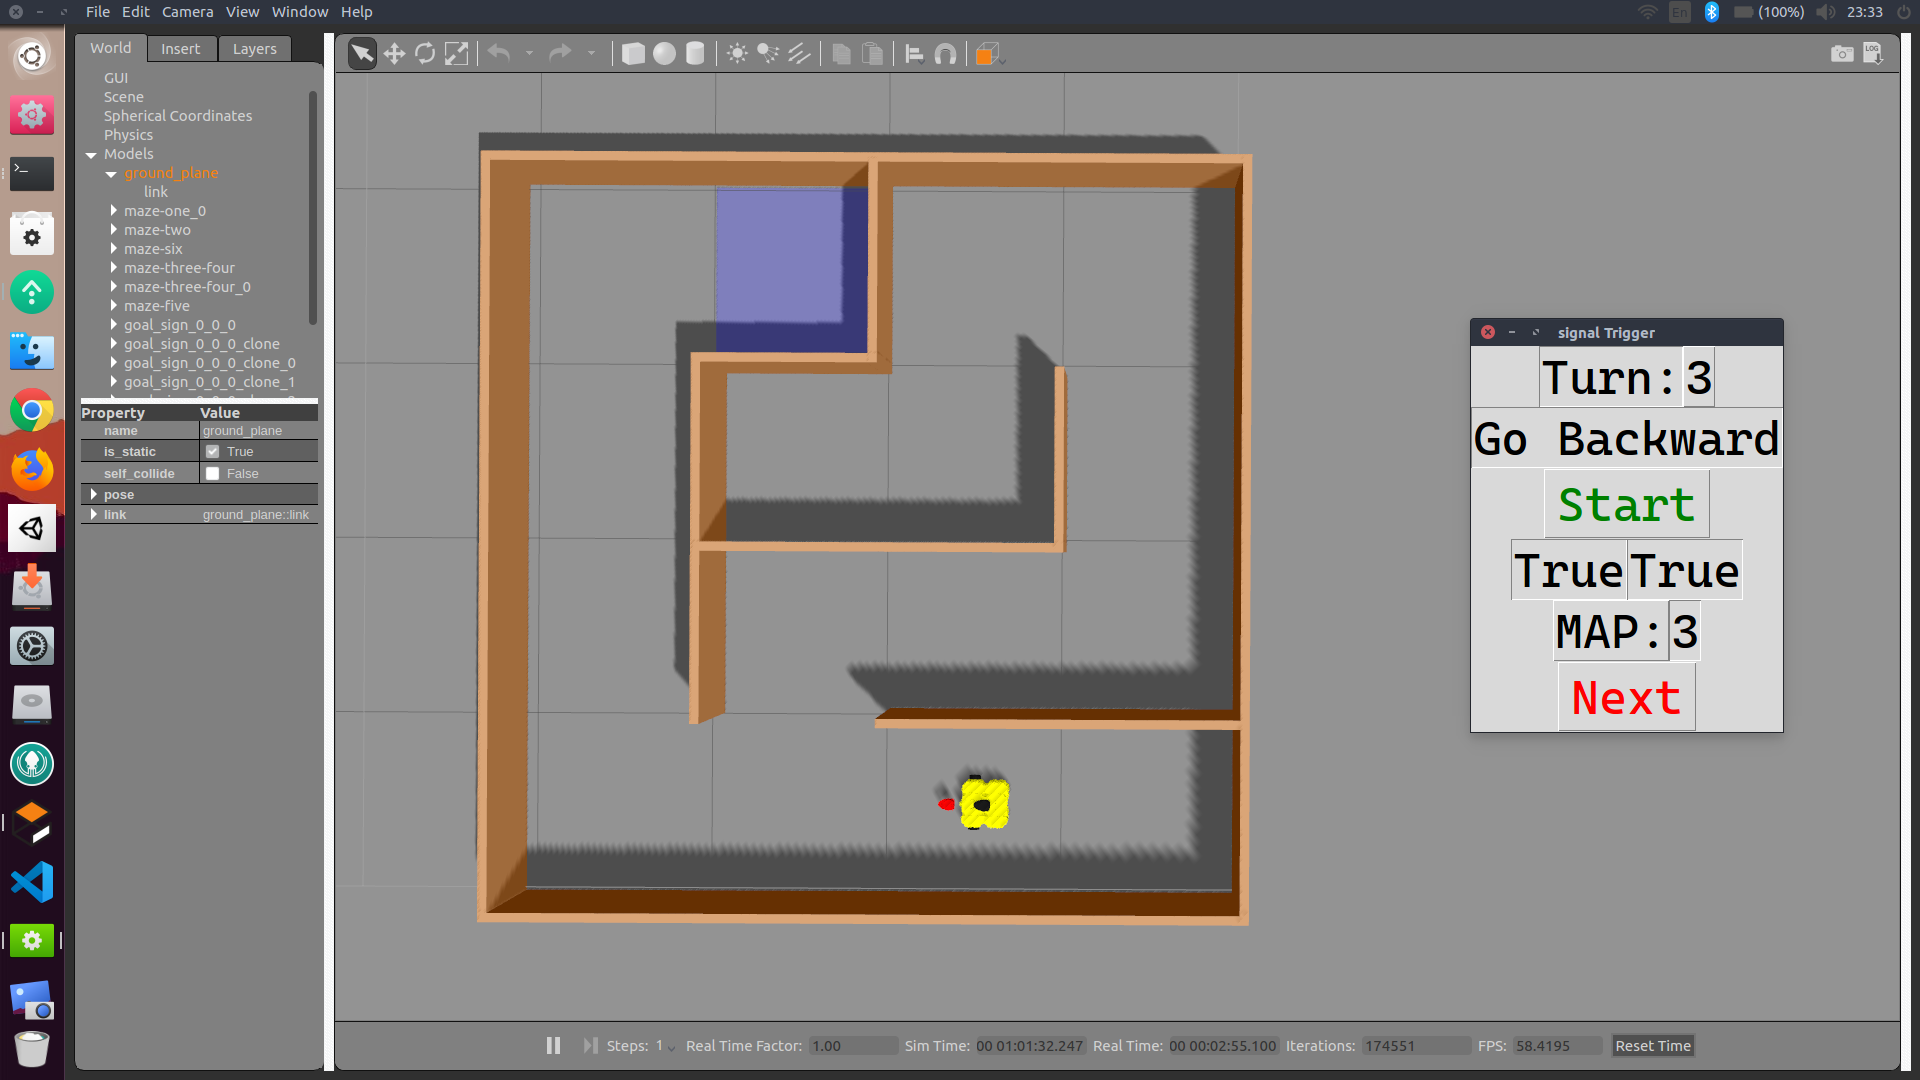 File Edit Camera View Window Help
En (100%) 23:33
World Insert Layers
GUI
Scene
Spherical Coordinates
Physics
Models
ground_plane
link
maze-one_0
maze-two
maze-six
maze-three-four
maze-three-four_0
maze-five
goal_sign_0_0_0
goal_sign_0_0_0_clone
goal_sign_0_0_0_clone_0
goal_sign_0_0_0_clone_1
Property Value
name ground_plane
is_static True
self_collide False
pose
link ground_plane::link
LOG
signal Trigger
Turn:3
Go Backward
Start
True True
MAP:3
Next
Steps: 1 Real Time Factor: 1.00 Sim Time: 00 01:01:32.247 Real Time: 00 00:02:55.100 Iterations: 174551 FPS: 58.4195 Reset Time